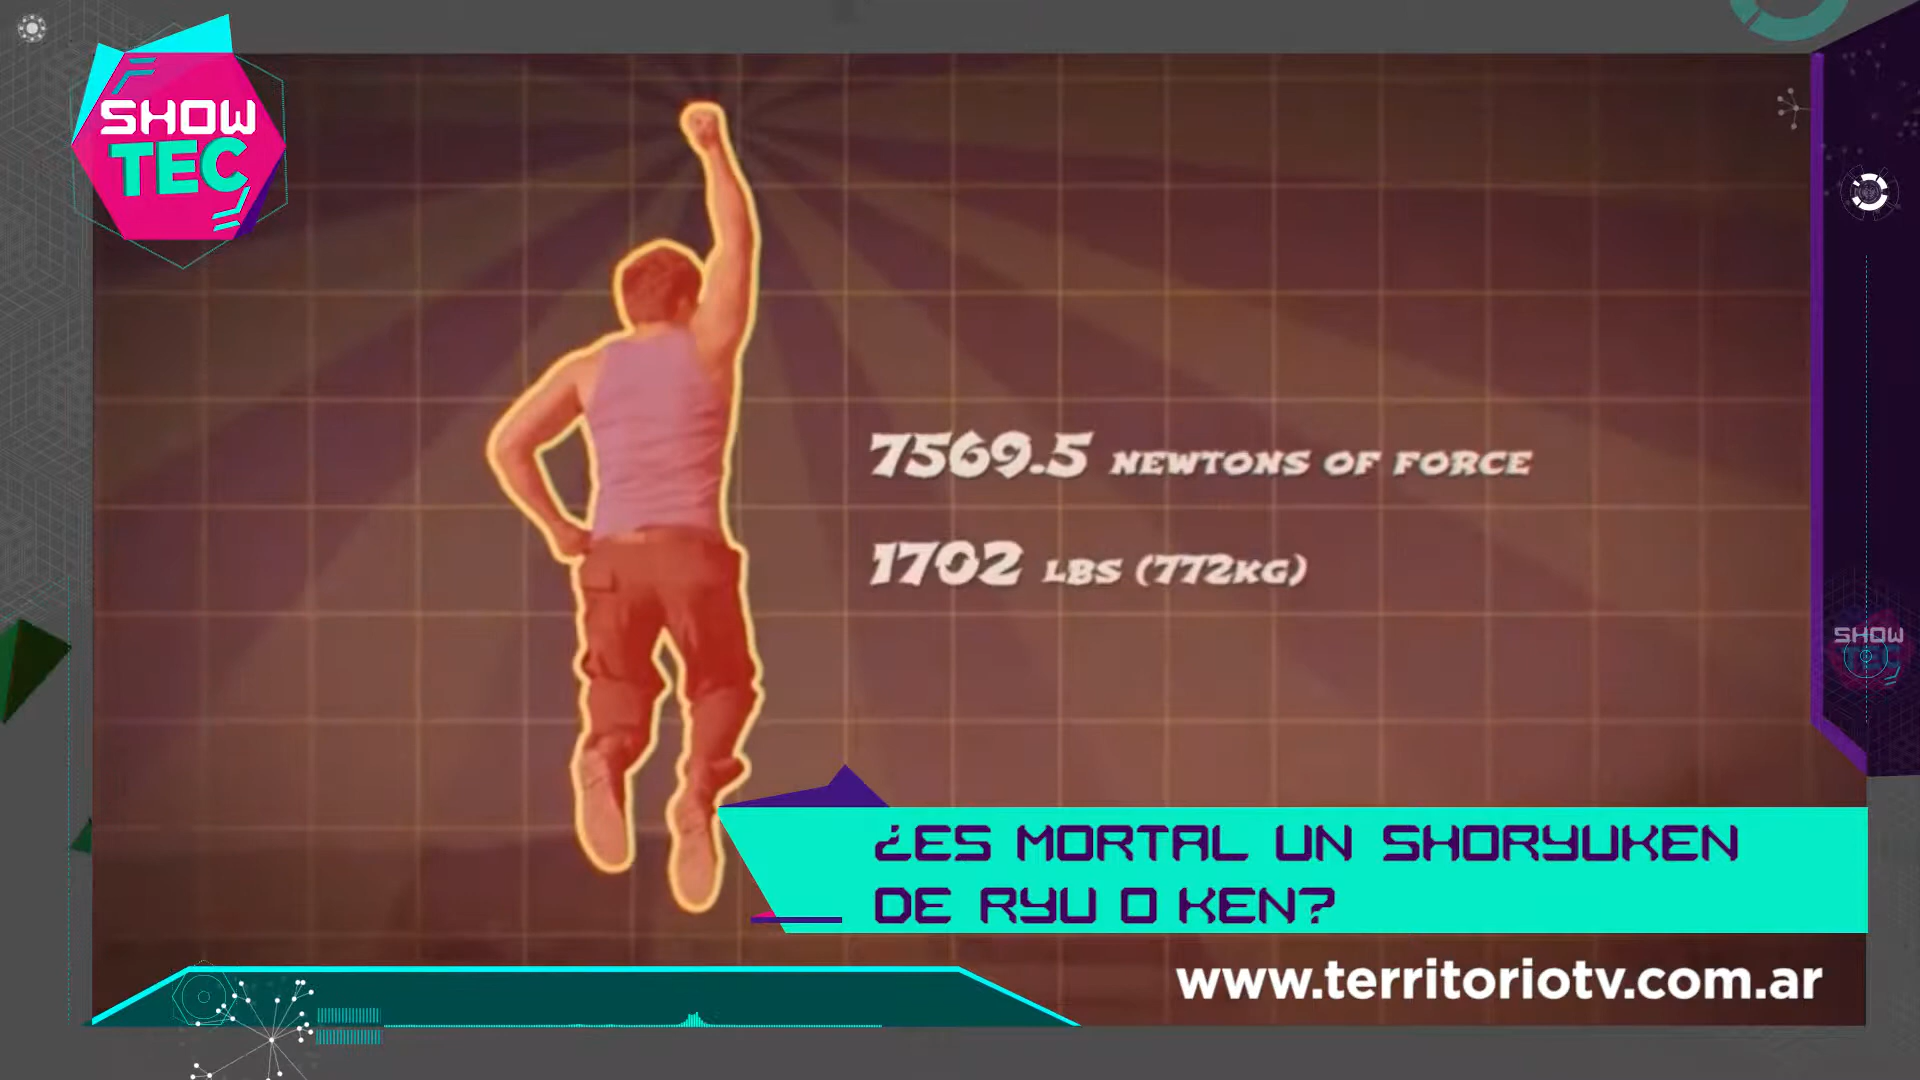 SHOW
TEC
7569.5 NEWTONS OF FORCE
1702 LBS (772KG)
SHOW
TEC
¿ES MORTAL UN SHORYUKEN
DE RYU O KEN?
www.territoriotv.com.ar